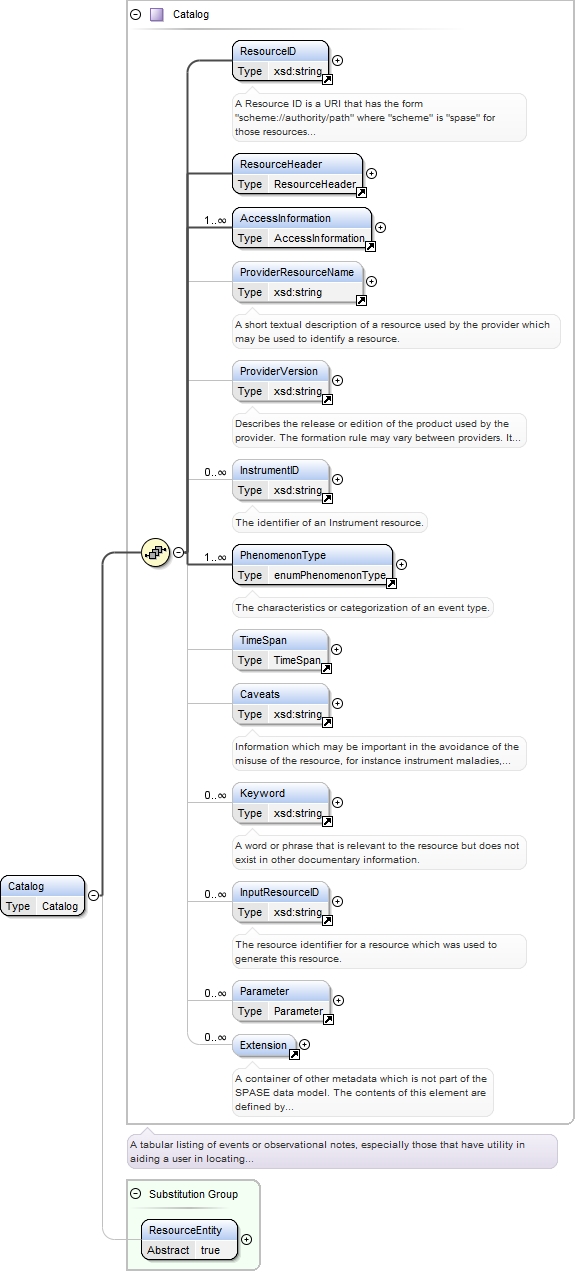 Catalog
ResourceID
Type xsd:string
A Resource ID is a URI that has the form
"scheme://authority/path" where "scheme" is "spase" for
those resources...
ResourceHeader
Type ResourceHeader
1..∞
AccessInformation
Type AccessInformation
ProviderResourceName
Type xsd:string
A short textual description of a resource used by the provider which
may be used to identify a resource.
ProviderVersion
Type xsd:string
Describes the release or edition of the product used by the
provider. The formation rule may vary between providers. It...
0..∞
InstrumentID
Type xsd:string
The identifier of an Instrument resource.
1..∞
PhenomenonType
Type enumPhenomenonType
The characteristics or categorization of an event type.
TimeSpan
Type TimeSpan
Caveats
Type xsd:string
Information which may be important in the avoidance of the
misuse of the resource, for instance instrument maladies,...
0..∞
Keyword
Type xsd:string
A word or phrase that is relevant to the resource but does not
exist in other documentary information.
Catalog
Type Catalog
0..∞
InputResourceID
Type xsd:string
The resource identifier for a resource which was used to
generate this resource.
0..∞
Parameter
Type Parameter
0..∞
Extension
A container of other metadata which is not part of the
SPASE data model. The contents of this element are
defined by...
A tabular listing of events or observational notes, especially those that have utility in
aiding a user in locating...
Substitution Group
ResourceEntity
Abstract true